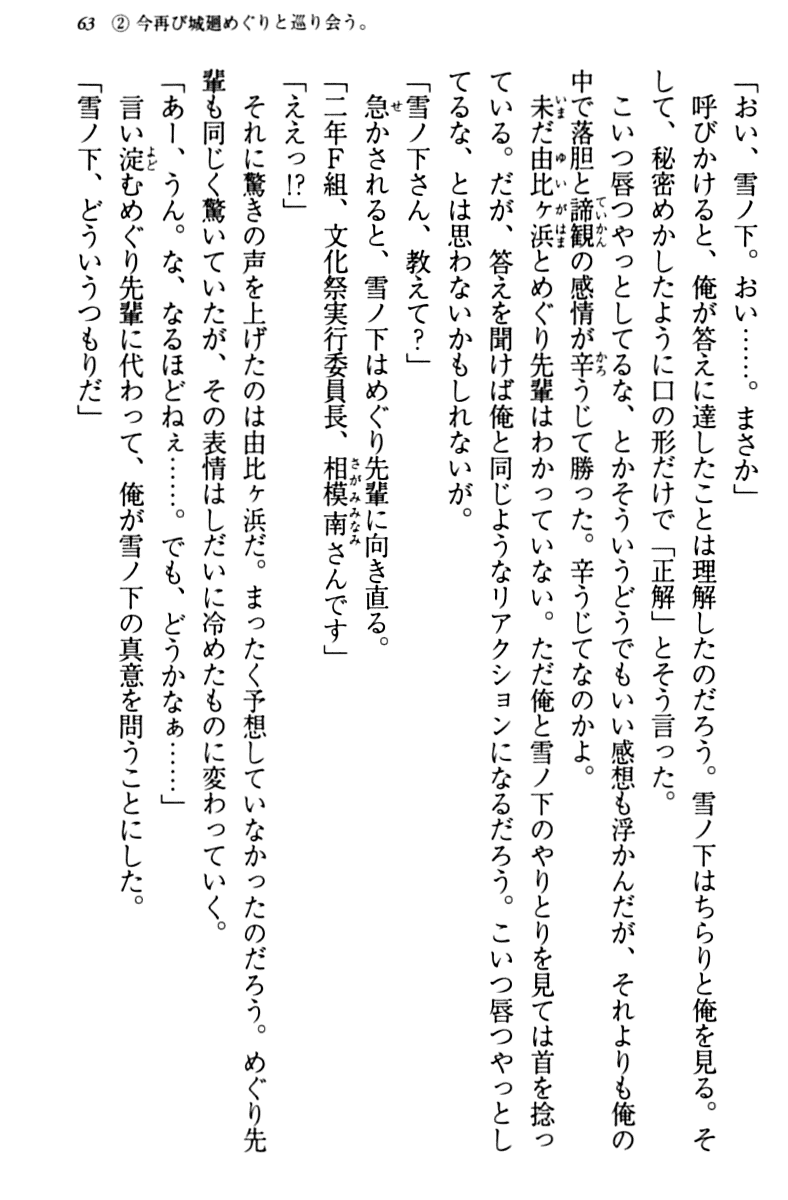 63　② 今再び城廻めぐりと巡り会う。
「おい、雪ノ下。おい……。まさか」
　呼びかけると、俺が答えに達したことは理解したのだろう。雪ノ下はちらりと俺を見る。そ
して、秘密めかしたように口の形だけで「正解」とそう言った。
　こいつ唇つやっとしてるな、とかそういうどうでもいい感想も浮かんだが、それよりも俺の
中で落胆と諦観の感情が辛うじて勝った。辛うじてなのかよ。
　未だ由比ヶ浜とめぐり先輩はわかっていない。ただ俺と雪ノ下のやりとりを見ては首を捻っ
ている。だが、答えを聞けば俺と同じようなリアクションになるだろう。こいつ唇つやっとし
てるな、とは思わないかもしれないが。
「雪ノ下さん、教えて？」
　急かされると、雪ノ下はめぐり先輩に向き直る。
「二年Ｆ組、文化祭実行委員長、相模南さんです」
「ええっ!?」
　それに驚きの声を上げたのは由比ヶ浜だ。まったく予想していなかったのだろう。めぐり先
輩も同じく驚いていたが、その表情はしだいに冷めたものに変わっていく。
「あー、うん。な、なるほどねぇ……。でも、どうかなぁ……」
　言い淀むめぐり先輩に代わって、俺が雪ノ下の真意を問うことにした。
「雪ノ下、どういうつもりだ」